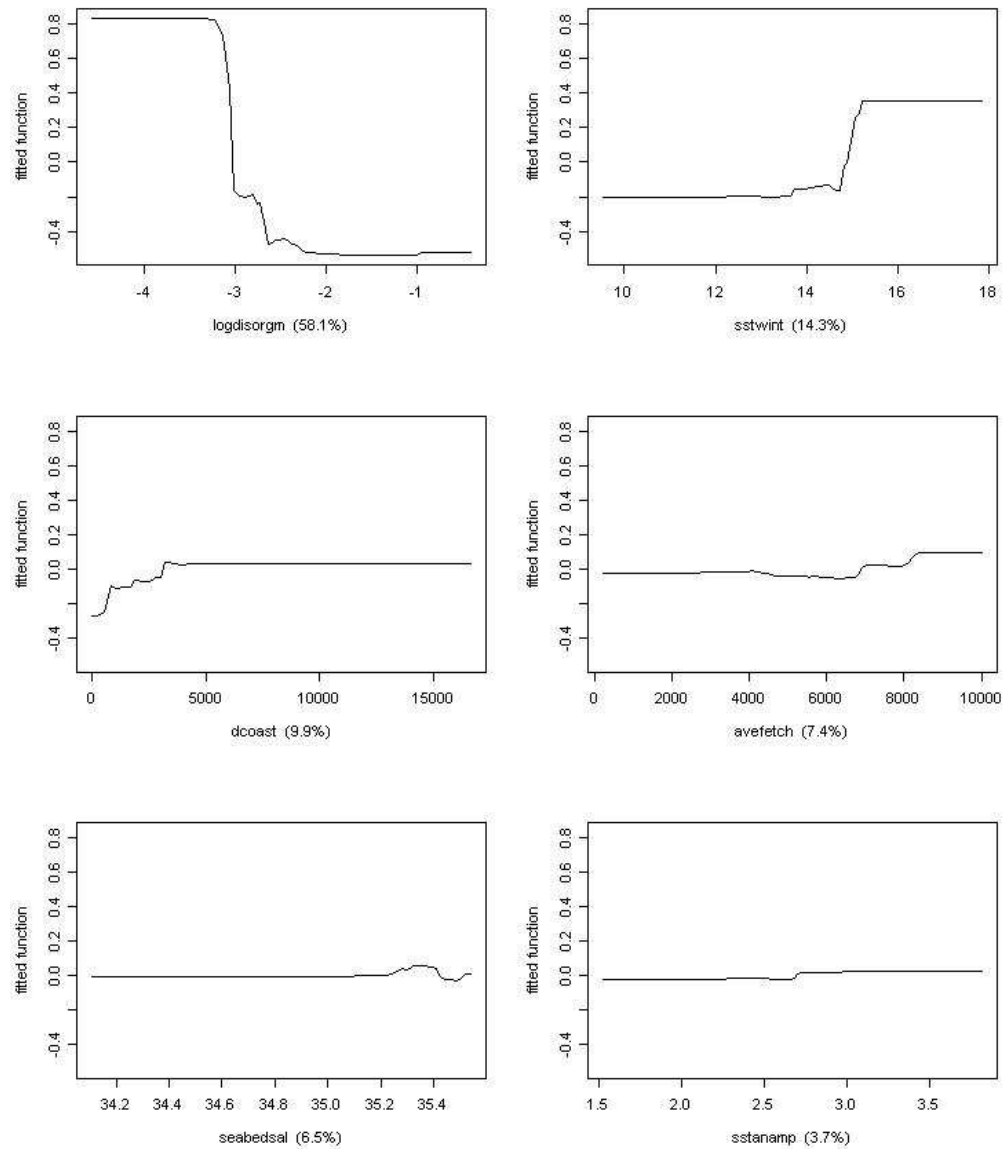 fitted function
0.8
0.6
0.4
0.2
0.0
-0.4
-4 -3 -2 -1
logdisorgm (58.1%)
fitted function
0.8
0.6
0.4
0.2
0.0
-0.4
10 12 14 16 18
sstwint (14.3%)
fitted function
0.8
0.6
0.4
0.2
0.0
-0.4
0 5000 10000 15000
dcoast (9.9%)
fitted function
0.8
0.6
0.4
0.2
0.0
-0.4
0 2000 4000 6000 8000 10000
avefetch (7.4%)
fitted function
0.8
0.6
0.4
0.2
0.0
-0.4
34.2 34.4 34.6 34.8 35.0 35.2 35.4
seabedsal (6.5%)
fitted function
0.8
0.6
0.4
0.2
0.0
-0.4
1.5 2.0 2.5 3.0 3.5
sstanamp (3.7%)